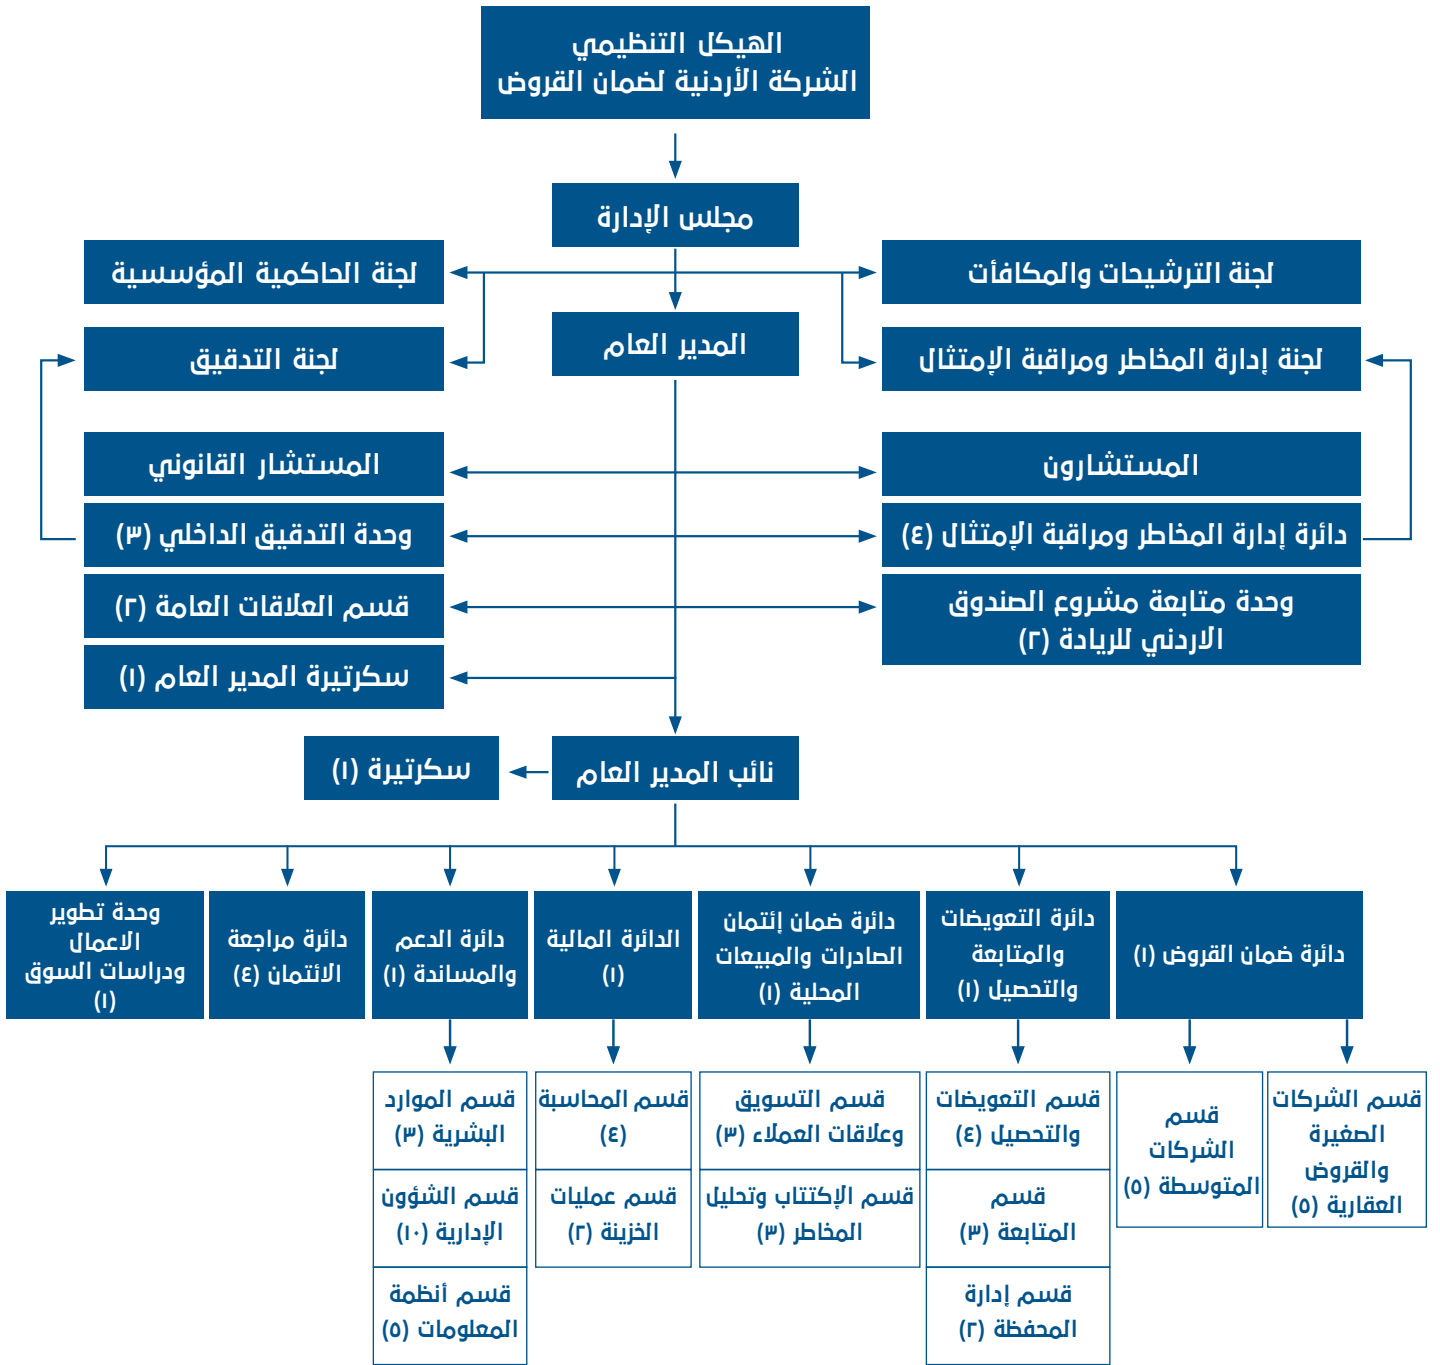 الهيكل التنظيمي
الشركة الأردنية لضمان القروض
مجلس الإدارة
لجنة الترشيحات والمكافأت
لجنة الحاكمية المؤسسية
المدير العام
لجنة إدارة المخاطر ومراقبة الإمتثال
لجنة التدقيق
المستشارون
المستشار القانوني
دائرة إدارة المخاطر ومراقبة الإمتثال (٤)
وحدة التدقيق الداخلي (٣)
وحدة متابعة مشروع الصندوق
الاردني للريادة (٢)
قسم العلاقات العامة (٢)
سكرتيرة المدير العام (١)
نائب المدير العام
سكرتيرة (١)
دائرة ضمان القروض (١)
دائرة التعويضات
والمتابعة
والتحصيل (١)
دائرة ضمان إئتمان
الصادرات والمبيعات
المحلية (١)
الدائرة المالية
(١)
دائرة الدعم
والمساندة (١)
دائرة مراجعة
الائتمان (٤)
وحدة تطوير
الاعمال
ودراسات السوق
(١)
قسم الشركات
الصغيرة
والقروض
العقارية (٥)
قسم
الشركات
المتوسطة (٥)
قسم التعويضات
والتحصيل (٤)
قسم
المتابعة (٣)
قسم إدارة
المحفظة (٢)
قسم التسويق
وعلاقات العملاء (٣)
قسم الإكتتاب وتحليل
المخاطر (٣)
قسم المحاسبة
(٤)
قسم عمليات
الخزينة (٢)
قسم الموارد
البشرية (٣)
قسم الشؤون
الإدارية (١٠)
قسم أنظمة
المعلومات (٥)